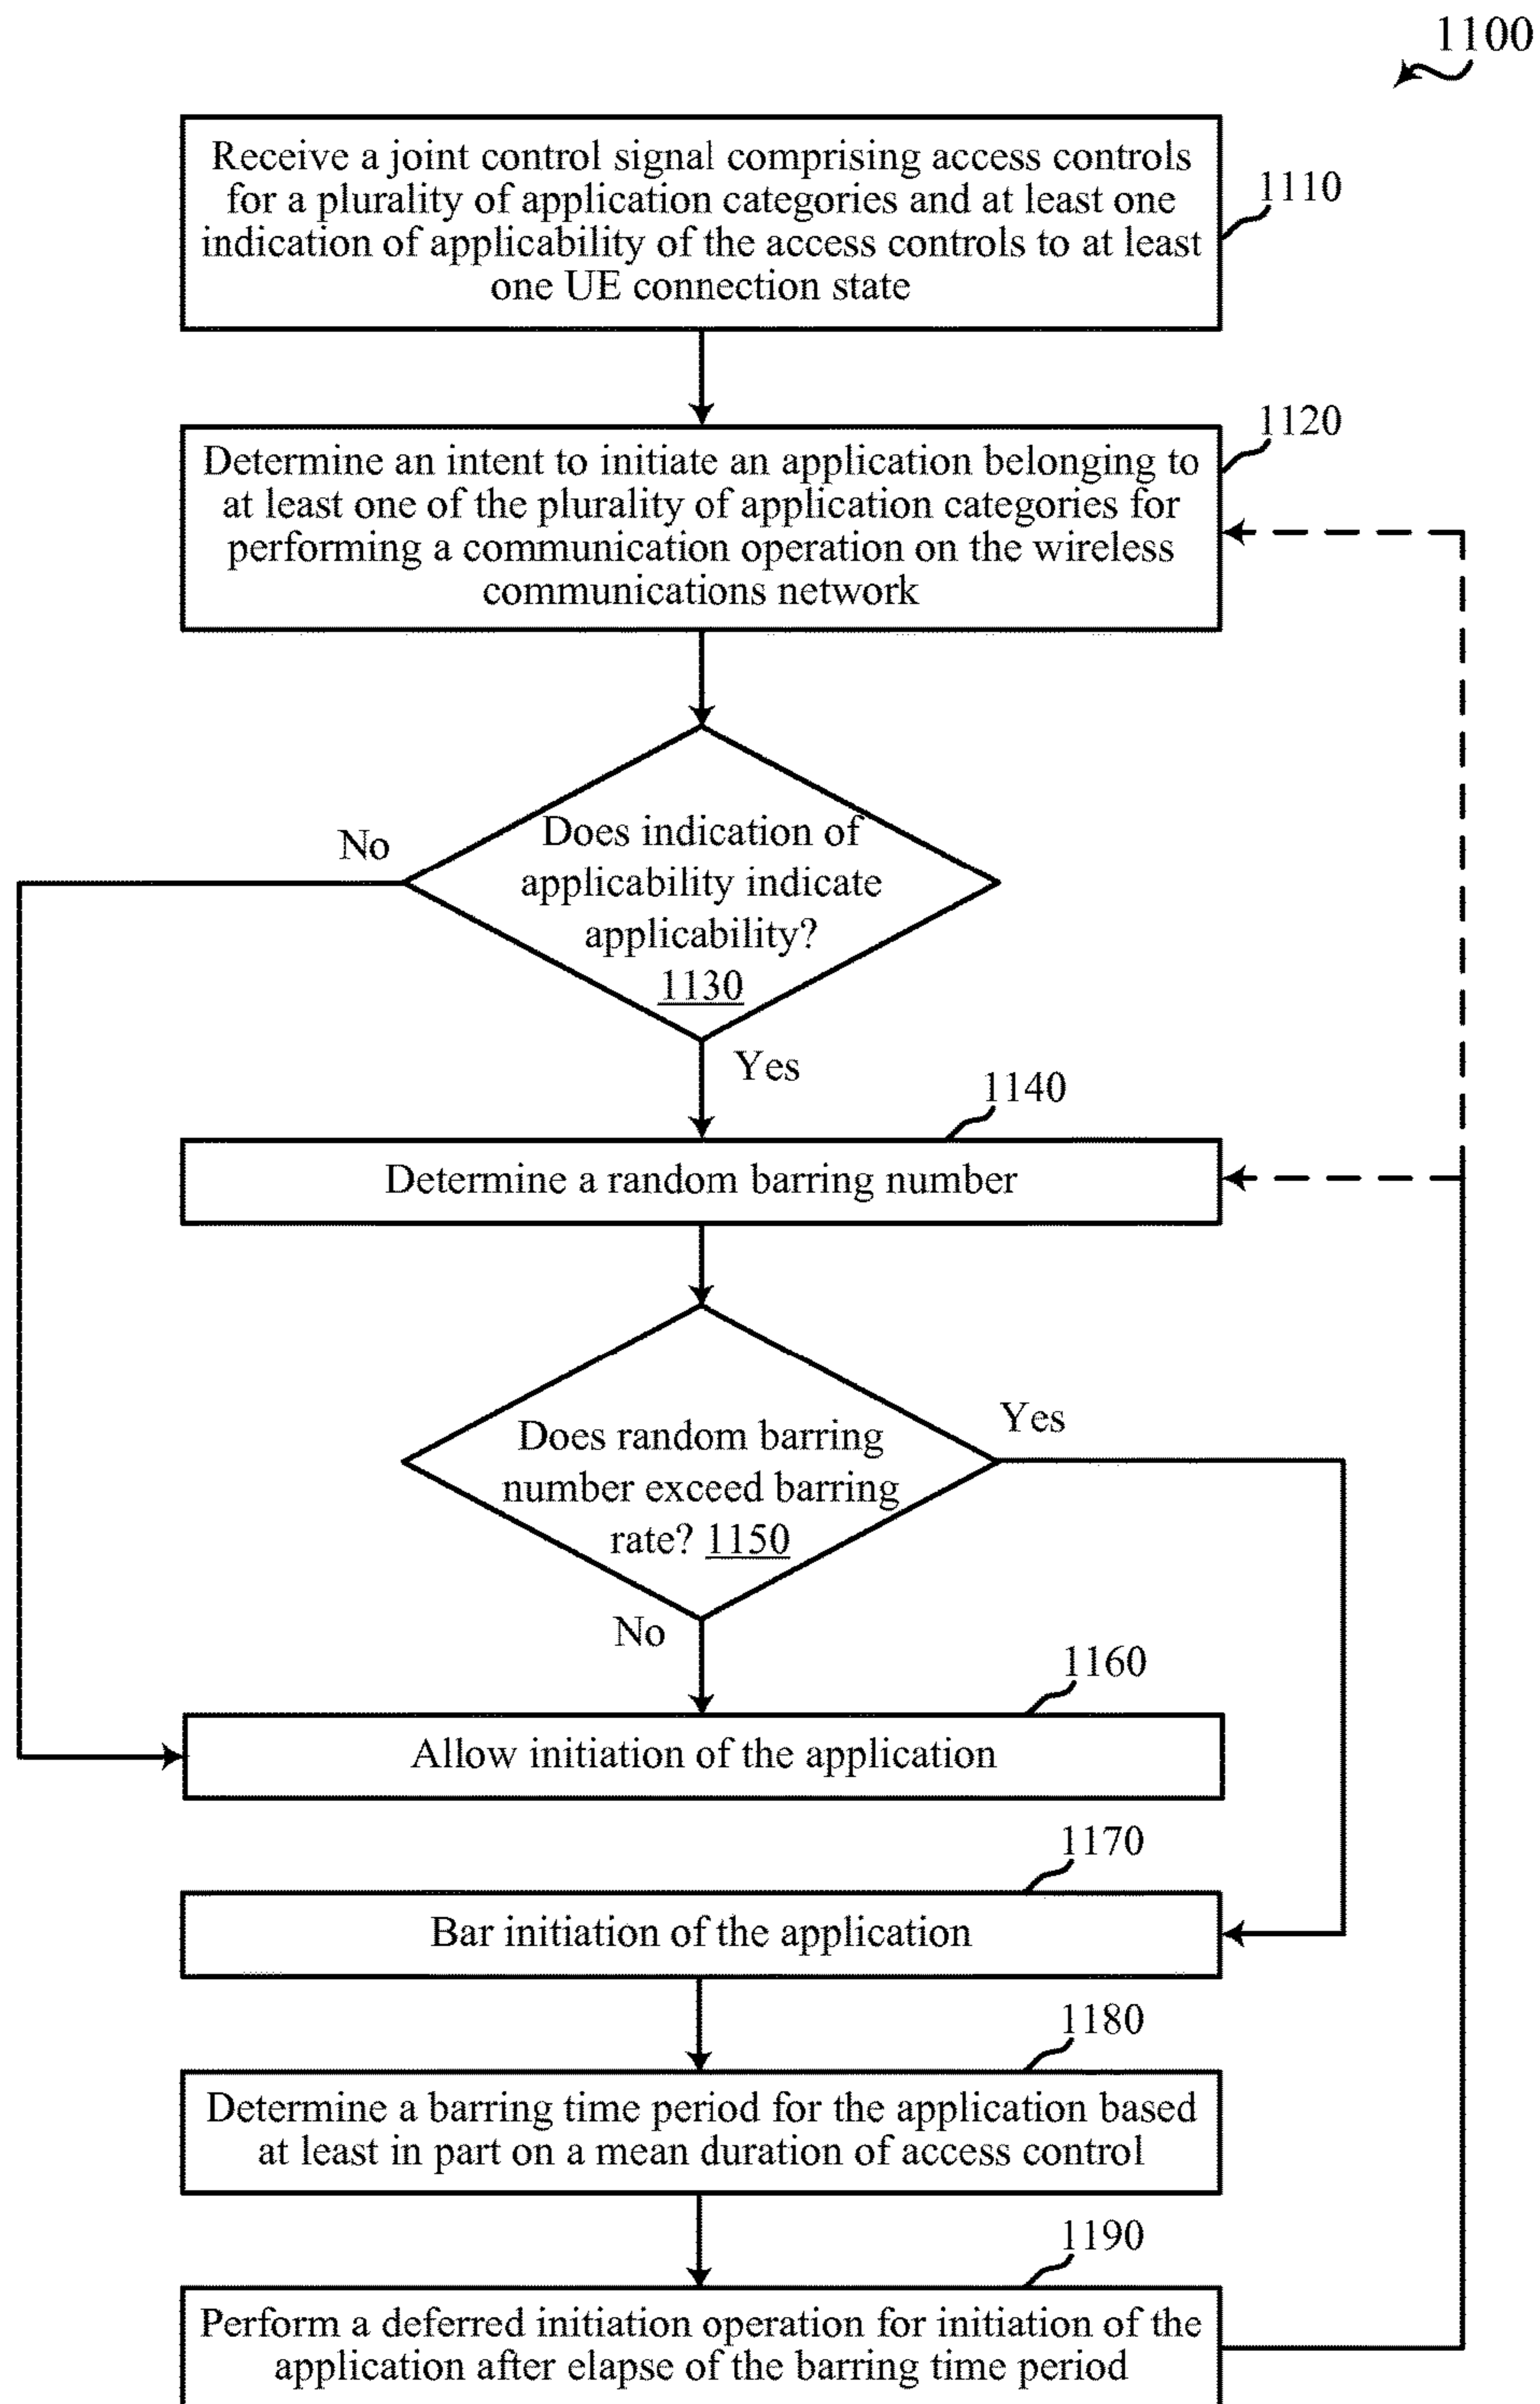 1100
Receive a joint control signal comprising access controls
for a plurality of application categories and at least one
indication of applicability of the access controls to at least
one UE connection state
1110
1120
Determine an intent to initiate an application belonging to
at least one of the plurality of application categories for
performing a communication operation on the wireless
communications network
No
Does indication of
applicability indicate
applicability?
1130
Yes
1140
Determine a random barring number
Yes
Does random barring
number exceed barring
rate? 1150
No
1160
Allow initiation of the application
1170
Bar initiation of the application
1180
Determine a barring time period for the application based
at least in part on a mean duration of access control
1190
Perform a deferred initiation operation for initiation of the
application after elapse of the barring time period